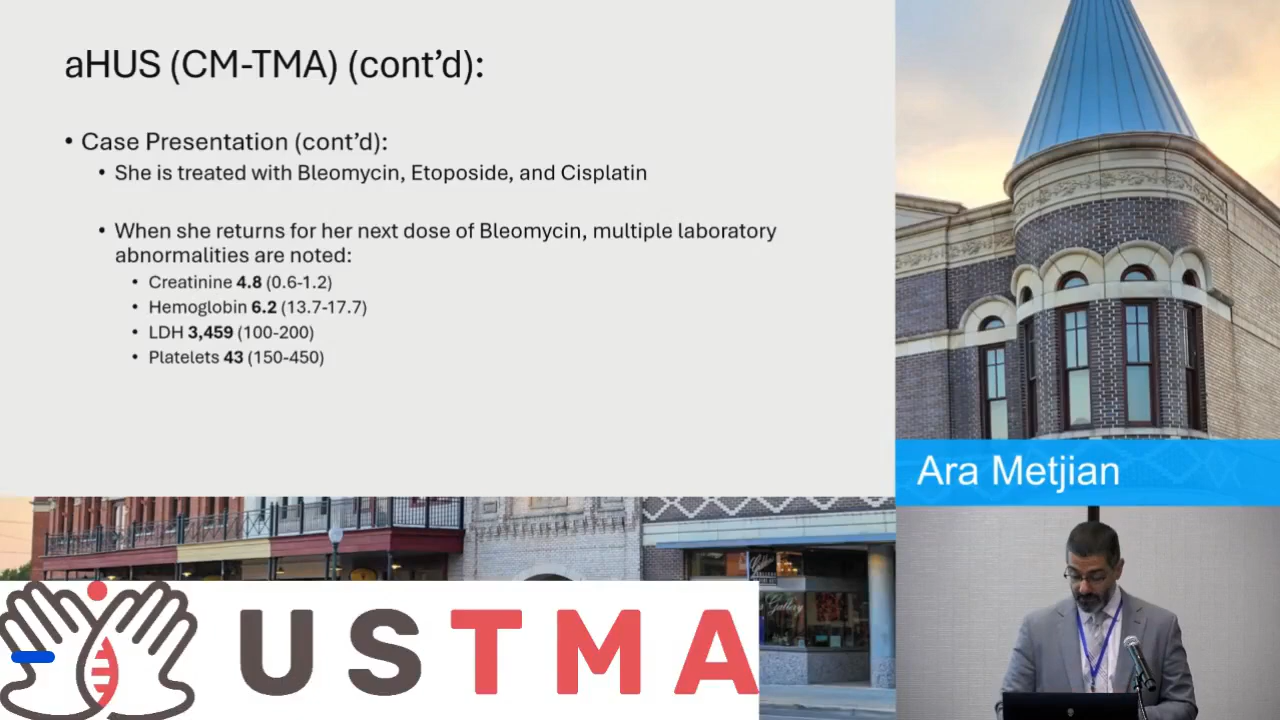 aHUS (CM-TMA) (cont’d):
• Case Presentation (cont’d):
• She is treated with Bleomycin, Etoposide, and Cisplatin
• When she returns for her next dose of Bleomycin, multiple laboratory
abnormalities are noted:
• Creatinine 4.8 (0.6-1.2)
• Hemoglobin 6.2 (13.7-17.7)
• LDH 3,459 (100-200)
• Platelets 43 (150-450)
Ara Metjian
Gallery
USTMA